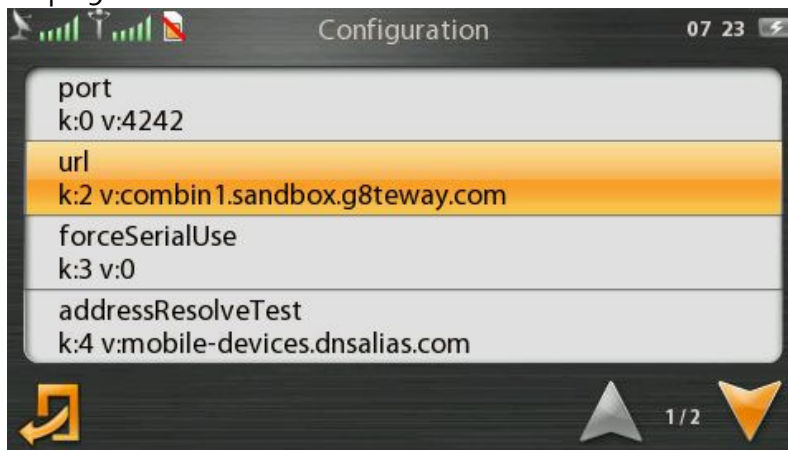 Configuration
07 23
port
k:0 v:4242
url
k:2 v:combin1.sandbox.g8teway.com
forceSerialUse
k:3 v:0
addressResolveTest
k:4 v:mobile-devices.dnsalias.com
1/2